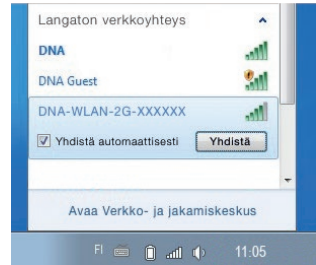 Langaton verkkoyhteys
DNA
DNA Guest
DNA-WLAN-2G-XXXXXX
Yhdistä automaattisesti Yhdistä
Avaa Verkko- ja jakamiskeskus
FI 11:05